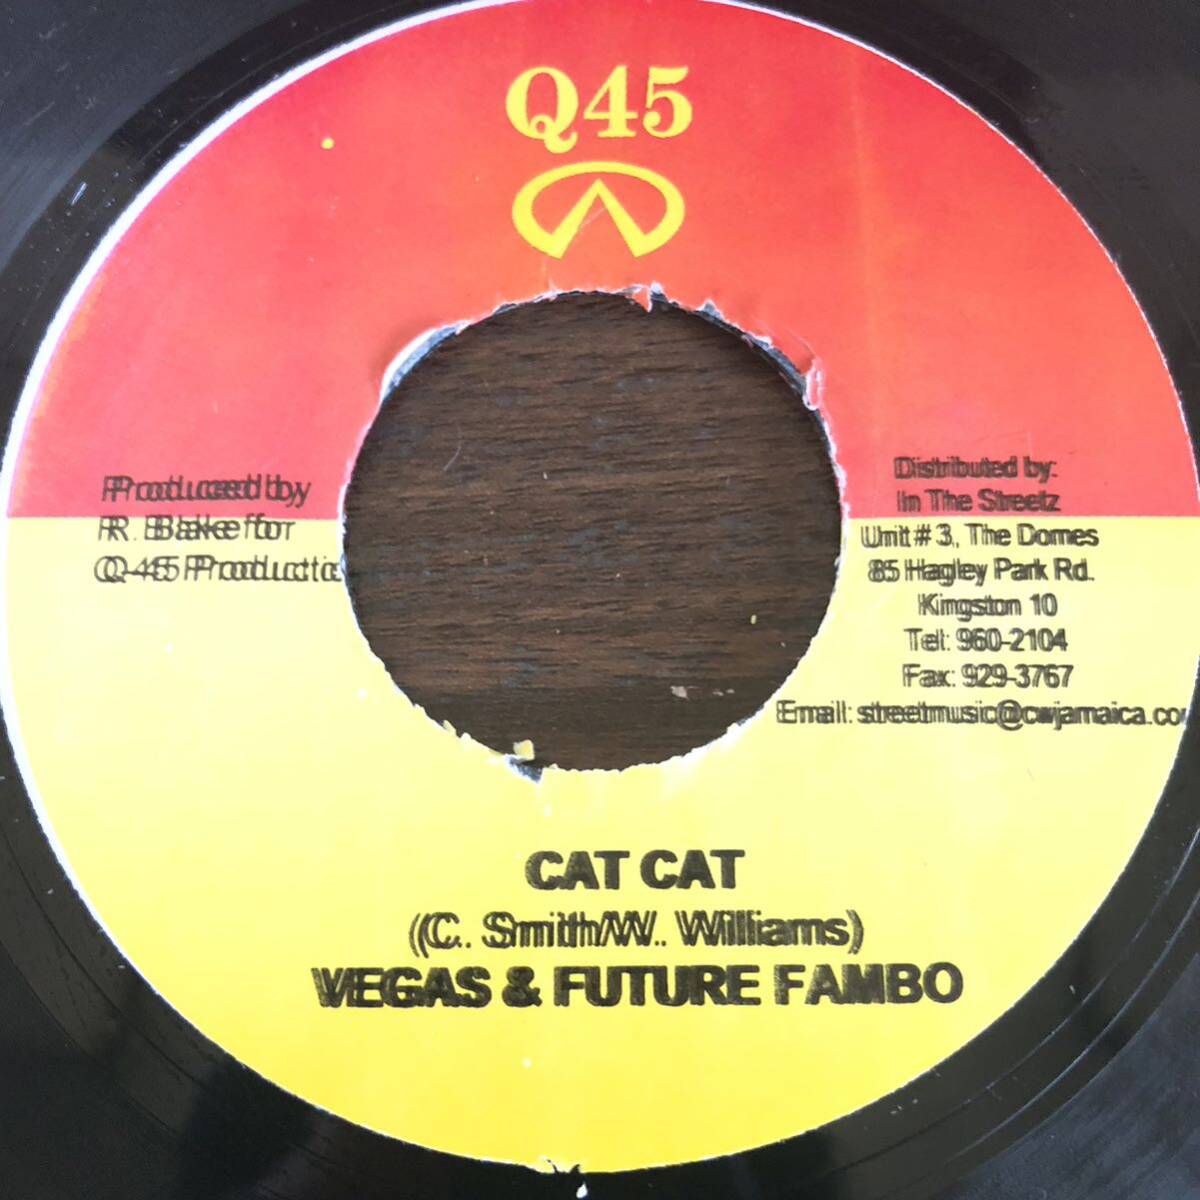 Q45
Produced by
R. Blake for
Q-45 Productio
Distributed by:
In The Streetz
Unit # 3, The Domes
85 Hagley Park Rd.
Kingston 10
Tel: 960-2104
Fax: 929-3767
Email: streetmusic@cwjamaica.co
CAT CAT
(C. Smith/W. Williams)
VEGAS & FUTURE FAMBO